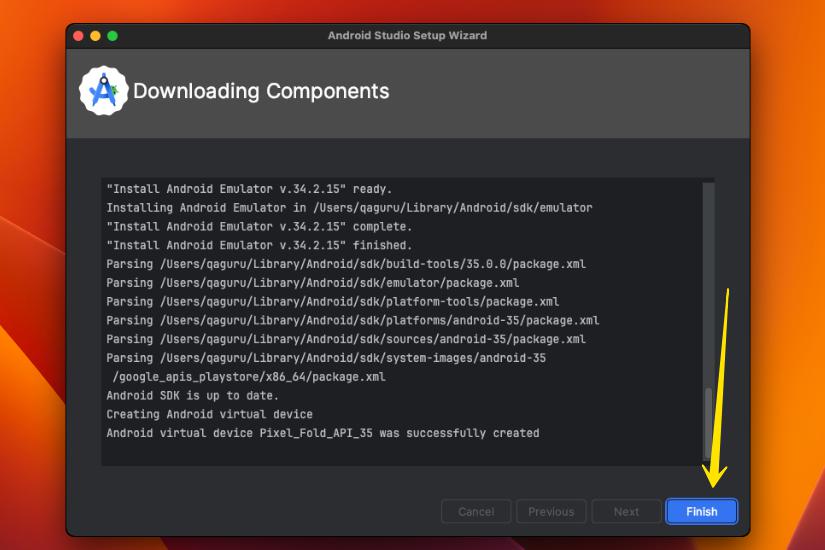 Android Studio Setup Wizard
Downloading Components
"Install Android Emulator v.34.2.15" ready.
Installing Android Emulator in /Users/qaguru/Library/Android/sdk/emulator
"Install Android Emulator v.34.2.15" complete.
"Install Android Emulator v.34.2.15" finished.
Parsing /Users/qaguru/Library/Android/sdk/build-tools/35.0.0/package.xml
Parsing /Users/qaguru/Library/Android/sdk/emulator/package.xml
Parsing /Users/qaguru/Library/Android/sdk/platform-tools/package.xml
Parsing /Users/qaguru/Library/Android/sdk/platforms/android-35/package.xml
Parsing /Users/qaguru/Library/Android/sdk/sources/android-35/package.xml
Parsing /Users/qaguru/Library/Android/sdk/system-images/android-35
/google_apis_playstore/x86_64/package.xml
Android SDK is up to date.
Creating Android virtual device
Android virtual device Pixel_Fold_API_35 was successfully created
Cancel Previous Next Finish